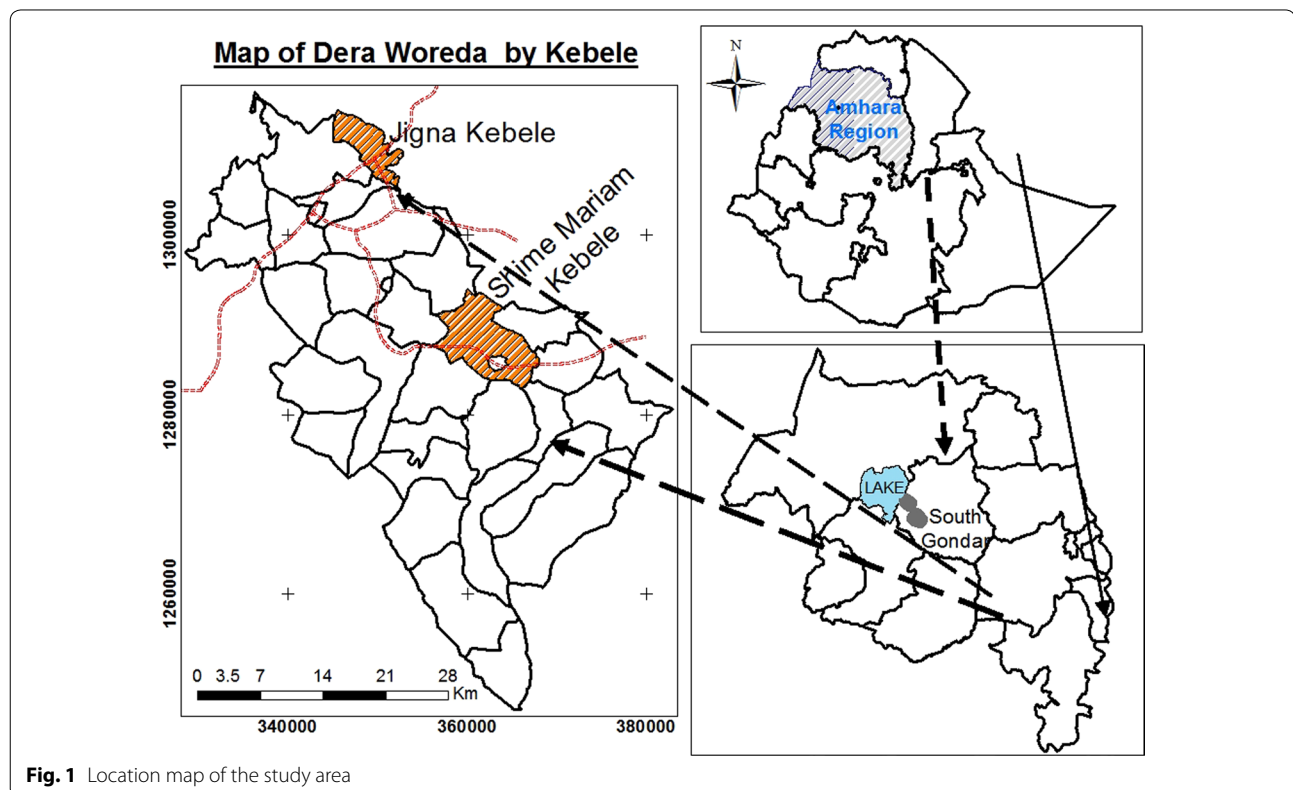 Map of Dera Woreda by Kebele
Jigna Kebele
Shime Mariam
Kebele
1300000
1280000
1260000
0 3.5 7 14 21 28
Km
340000 360000 380000
N
Amhara
Region
LAKE
South
Gondar
Fig. 1 Location map of the study area